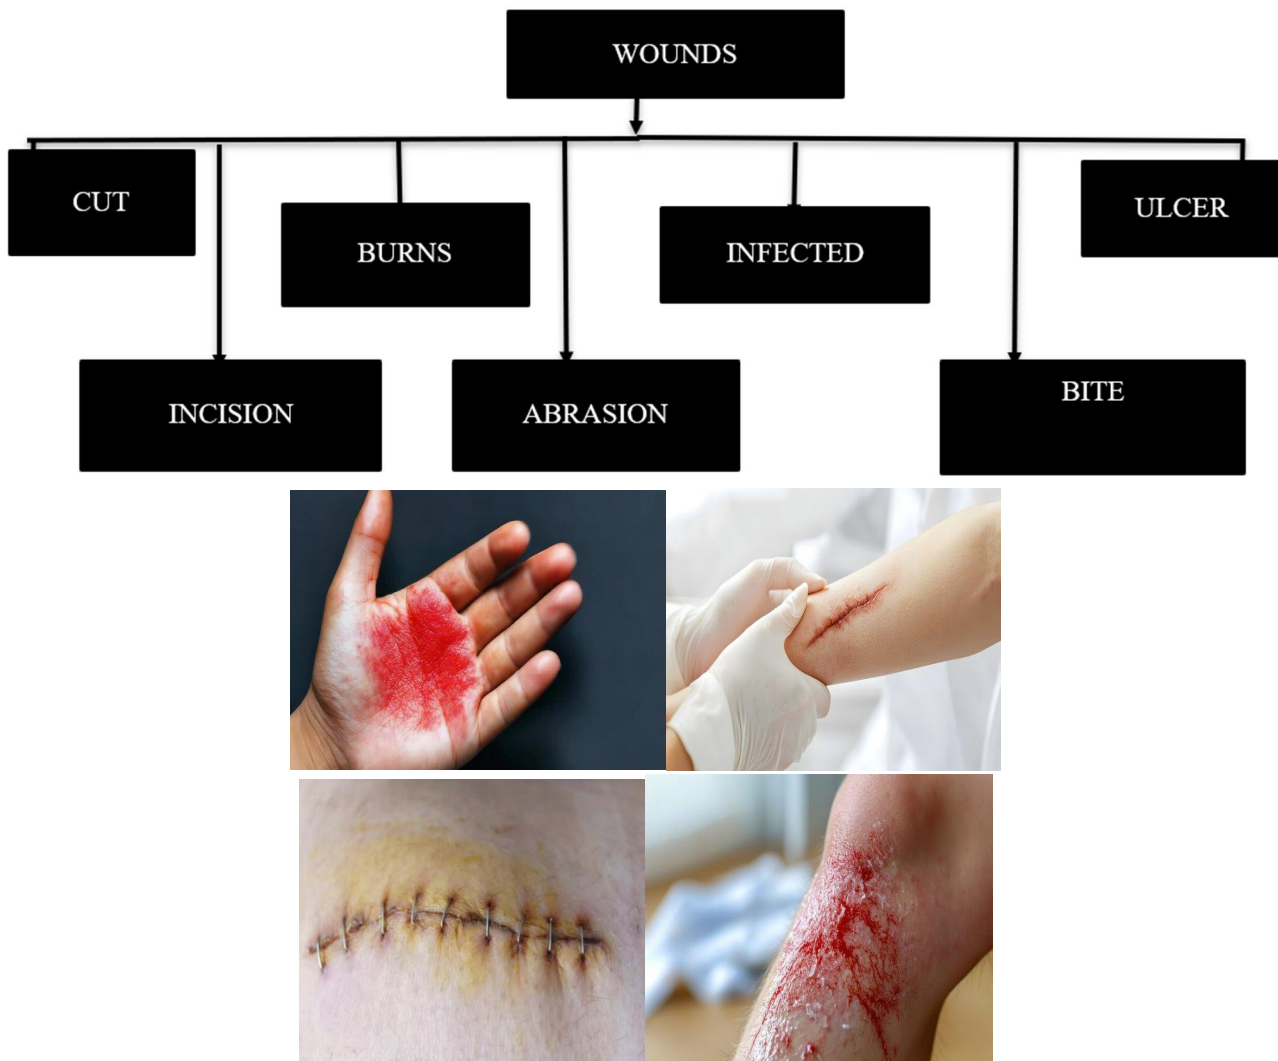 WOUNDS
CUT
ULCER
BURNS
INFECTED
INCISION
ABRASION
BITE